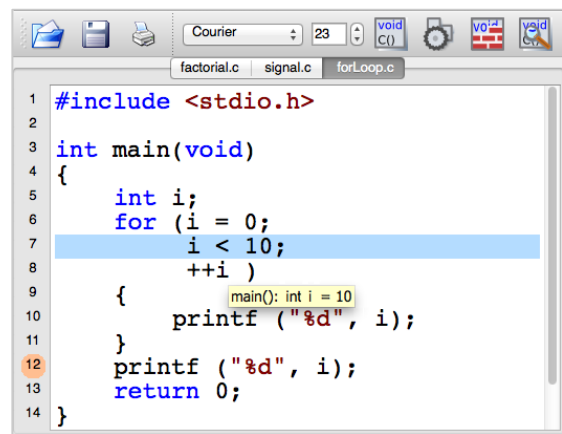 Courier 23 void C() void void C()
factorial.c signal.c forLoop.c
1 #include <stdio.h>
2
3 int main(void)
4 {
5 int i;
6 for (i = 0;
7 i < 10;
8 ++i )
9 {
main(): int i = 10
10 printf ("%d", i);
11 }
12 printf ("%d", i);
13 return 0;
14 }